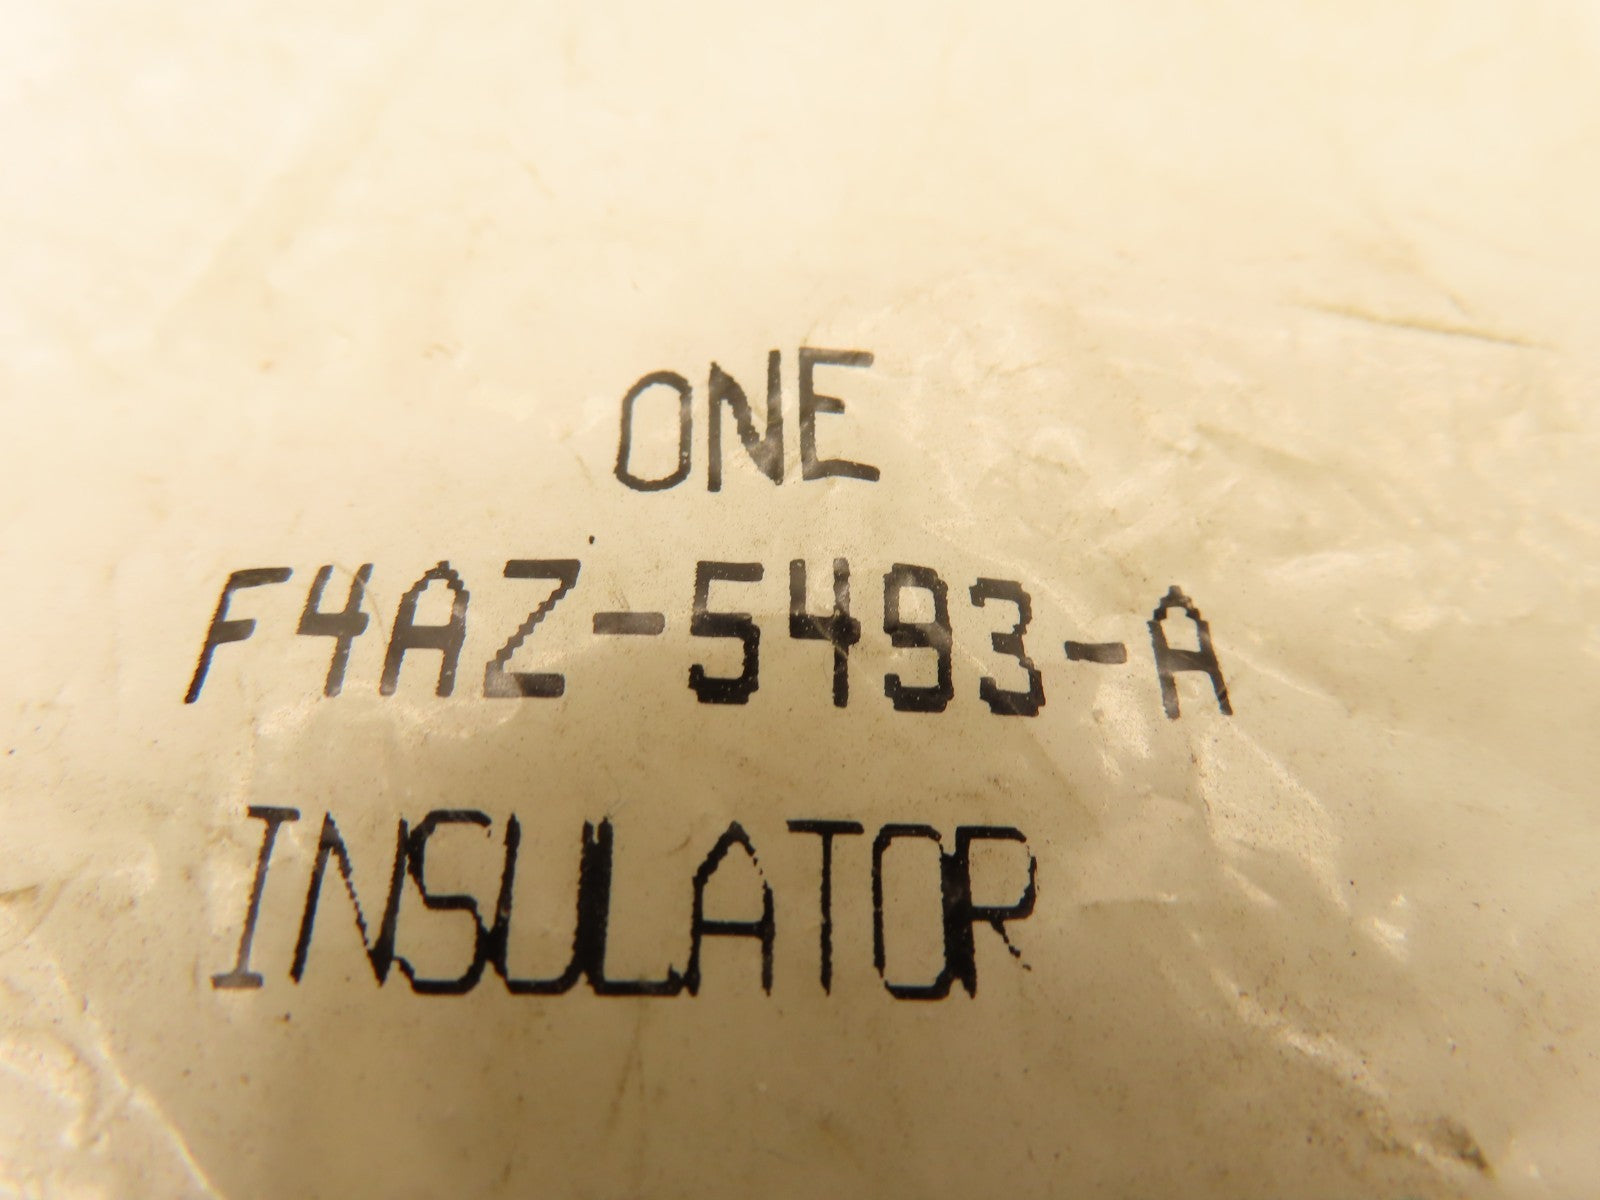 ONE
F4AZ-5493-A
INSULATOR